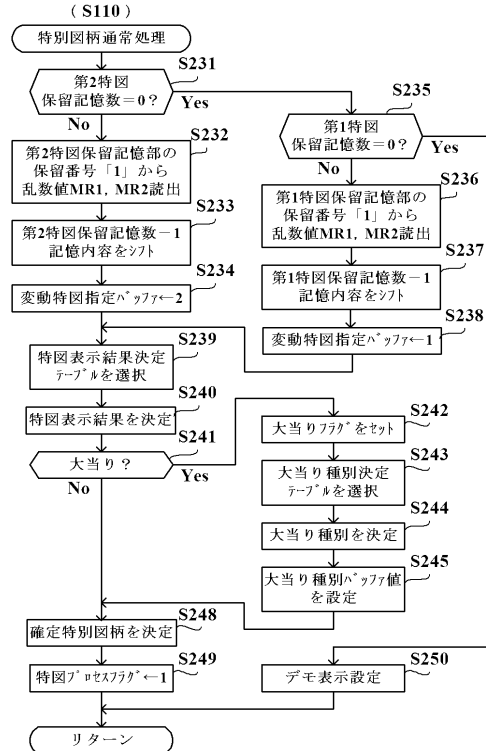 (S110)
特別図柄通常処理
S231
第2特図
保留記憶数=0?
Yes
No
S232
第2特図保留記憶部の
保留番号「1」から
乱数値MR1, MR2読出
S233
第2特図保留記憶数-1
記憶内容をシフト
S234
変動特図指定バッファ←2
S235
第1特図
保留記憶数=0?
Yes
No
S236
第1特図保留記憶部の
保留番号「1」から
乱数値MR1, MR2読出
S237
第1特図保留記憶数-1
記憶内容をシフト
S238
変動特図指定バッファ←1
S239
特図表示結果決定
テーブルを選択
S240
特図表示結果を決定
S241
大当り?
Yes
No
S242
大当りフラグをセット
S243
大当り種別決定
テーブルを選択
S244
大当り種別を決定
S245
大当り種別バッファ値
を設定
S248
確定特別図柄を決定
S249
特図プロセスフラグ←1
S250
デモ表示設定
リターン